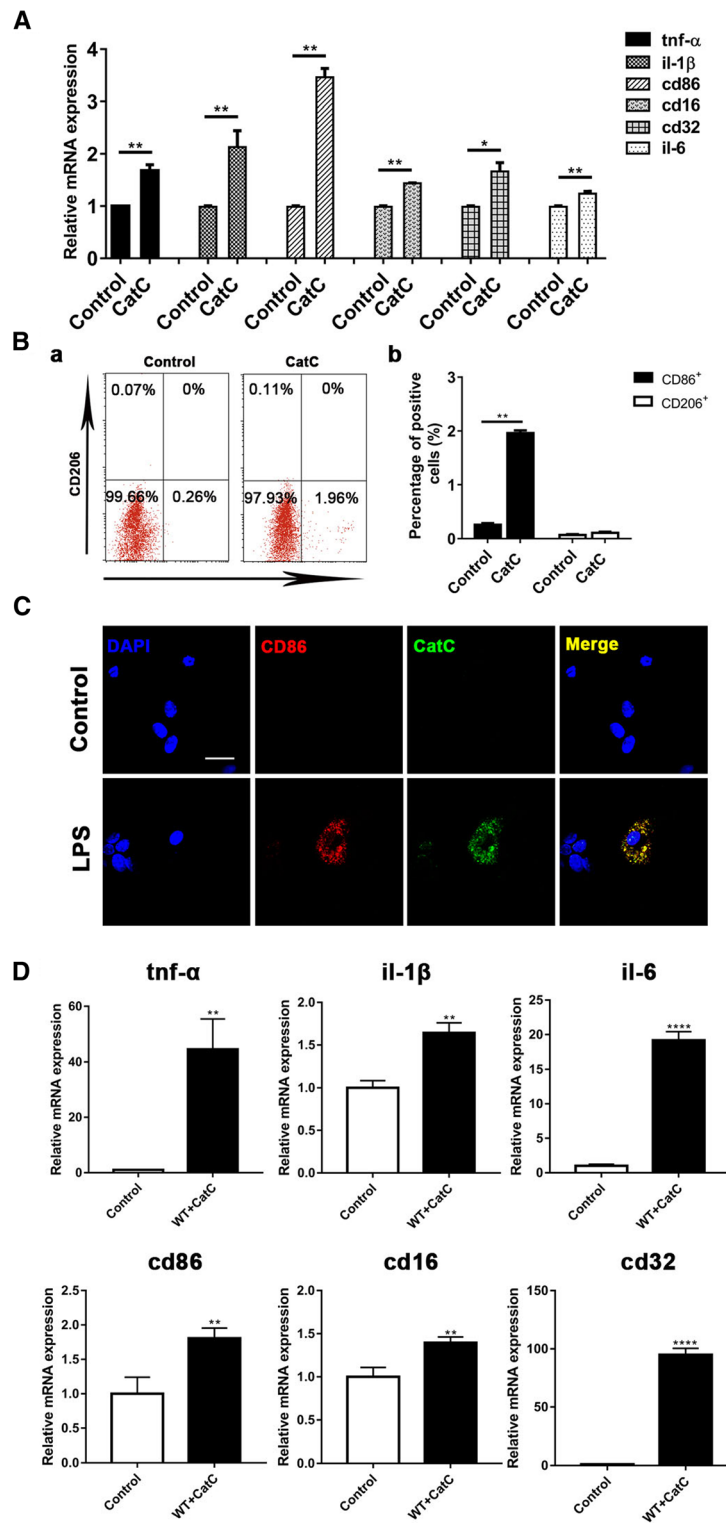 A
Relative mRNA expression
4
3
2
1
0
**
**
**
**
*
**
Control
CatC
Control
CatC
Control
CatC
Control
CatC
Control
CatC
Control
CatC
tnf-α
il-1β
cd86
cd16
cd32
il-6
B
a
Control
CatC
CD206
0.07%
0%
99.66%
0.26%
0.11%
0%
97.93%
1.96%
b
Percentage of positive
cells (%)
3
2
1
0
**
Control
CatC
Control
CatC
CD86+
CD206+
C
Control
DAPI
CD86
CatC
Merge
LPS
D
tnf-α
Relative mRNA expression
60
40
20
0
**
Control
WT+CatC
il-1β
Relative mRNA expression
2.0
1.5
1.0
0.5
0.0
**
Control
WT+CatC
il-6
Relative mRNA expression
25
20
15
10
5
0
****
Control
WT+CatC
cd86
Relative mRNA expression
2.5
2.0
1.5
1.0
0.5
0.0
**
Control
WT+CatC
cd16
Relative mRNA expression
2.0
1.5
1.0
0.5
0.0
**
Control
WT+CatC
cd32
Relative mRNA expression
150
100
50
0
****
Control
WT+CatC